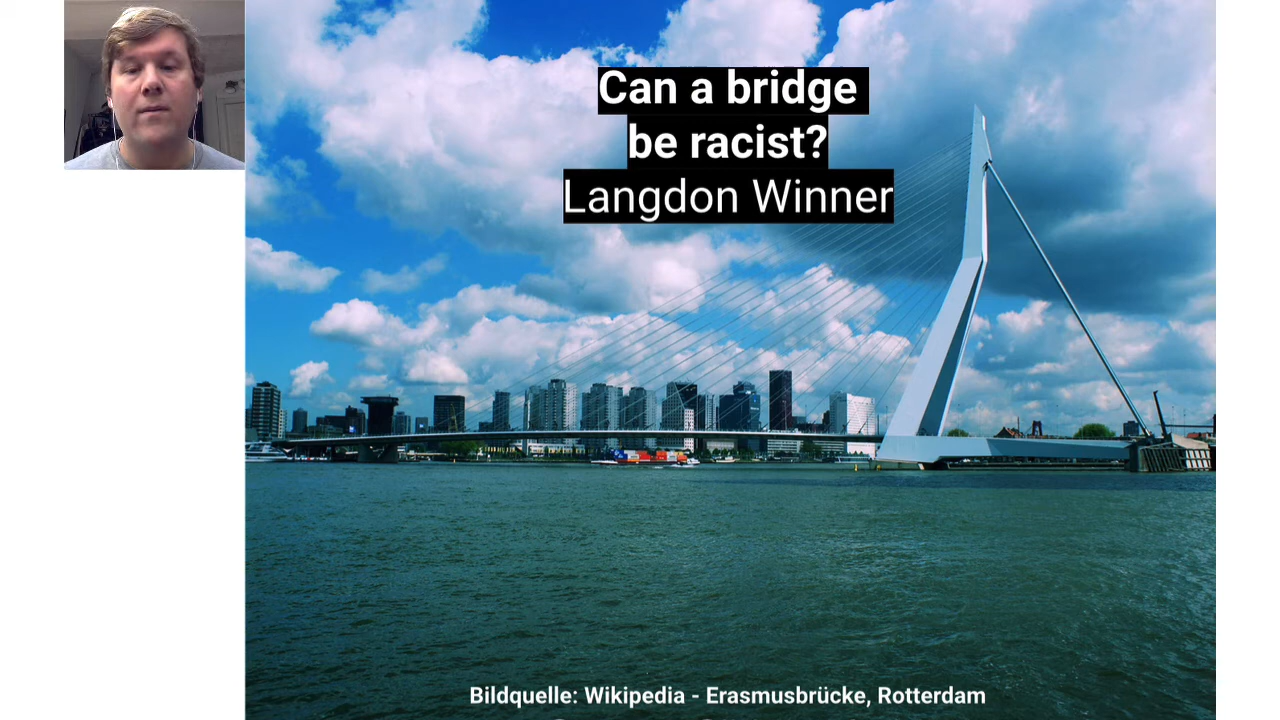 Can a bridge
be racist?
Langdon Winner
Bildquelle: Wikipedia - Erasmusbrücke, Rotterdam